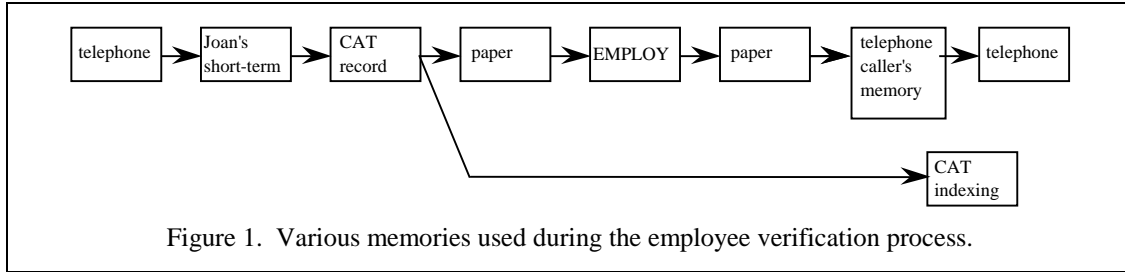 telephone
Joan's
short-term
CAT
record
paper
EMPLOY
paper
telephone
caller's
memory
telephone
CAT
indexing
Figure 1. Various memories used during the employee verification process.